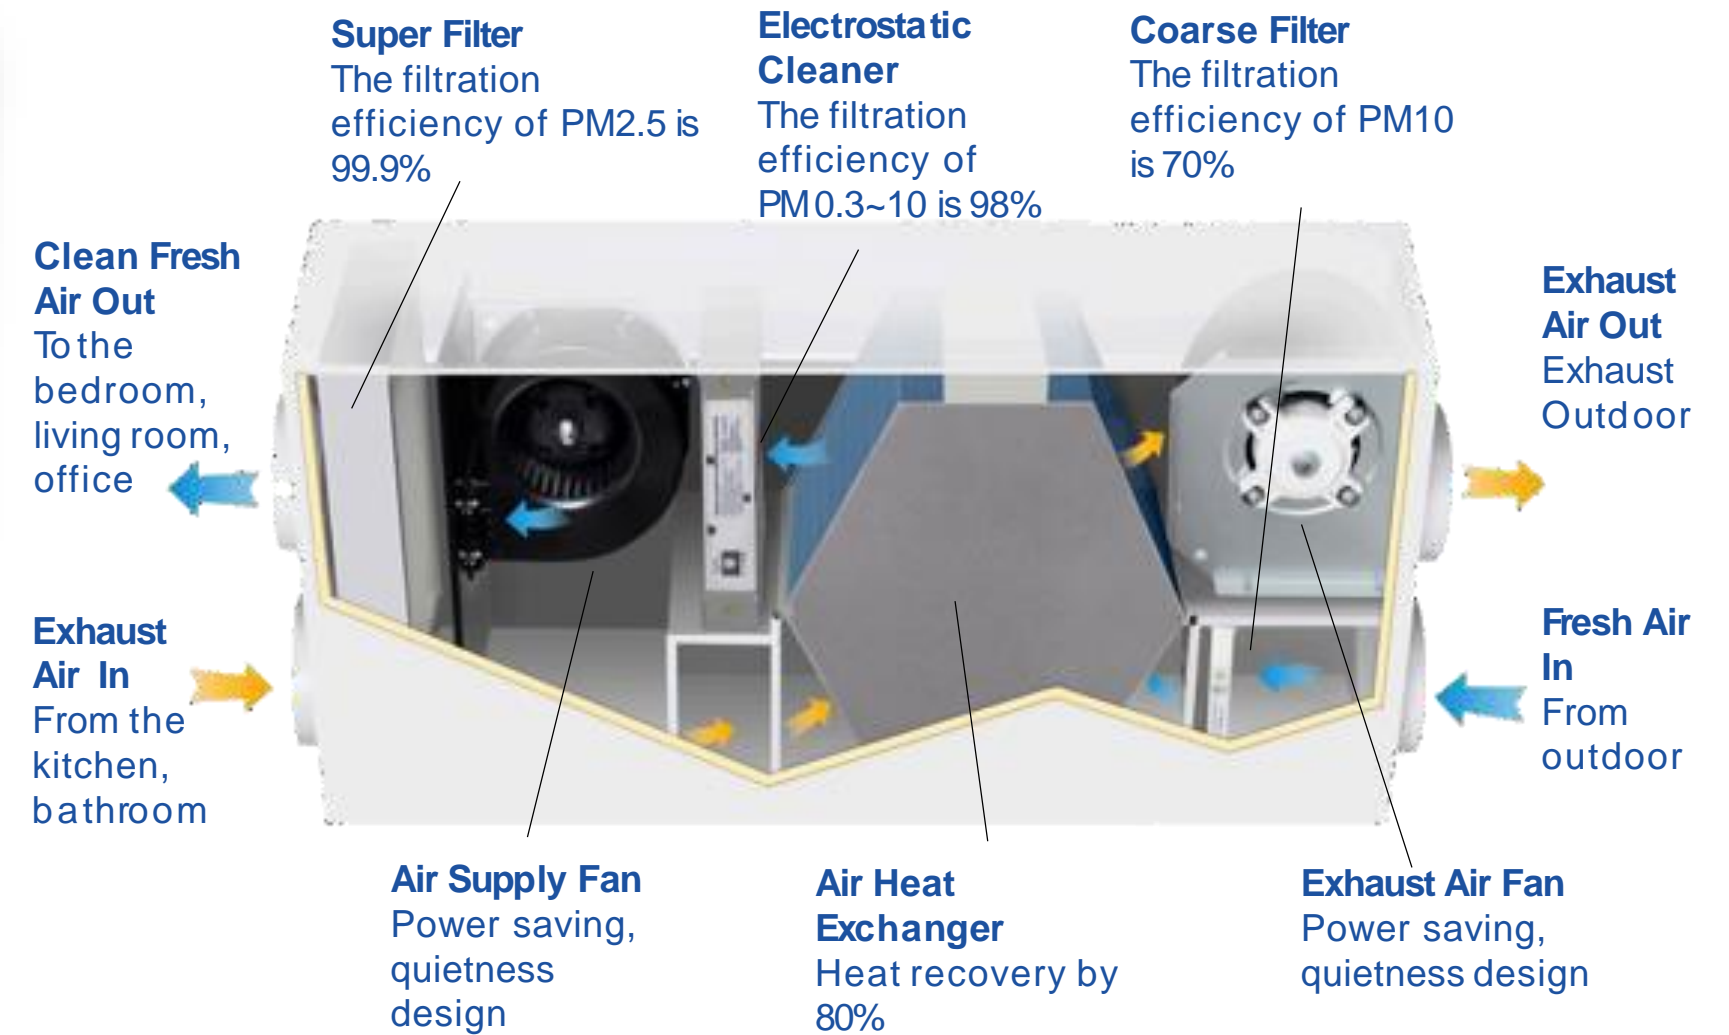 Super Filter
The filtration
efficiency of PM2.5 is
99.9%
Electrostatic
Cleaner
The filtration
efficiency of
PM0.3~10 is 98%
Coarse Filter
The filtration
efficiency of PM10
is 70%
Clean Fresh
Air Out
To the
bedroom,
living room,
office
Exhaust
Air Out
Exhaust
Outdoor
Exhaust
Air In
From the
kitchen,
bathroom
Fresh Air
In
From
outdoor
Air Supply Fan
Power saving,
quietness
design
Air Heat
Exchanger
Heat recovery by
80%
Exhaust Air Fan
Power saving,
quietness design